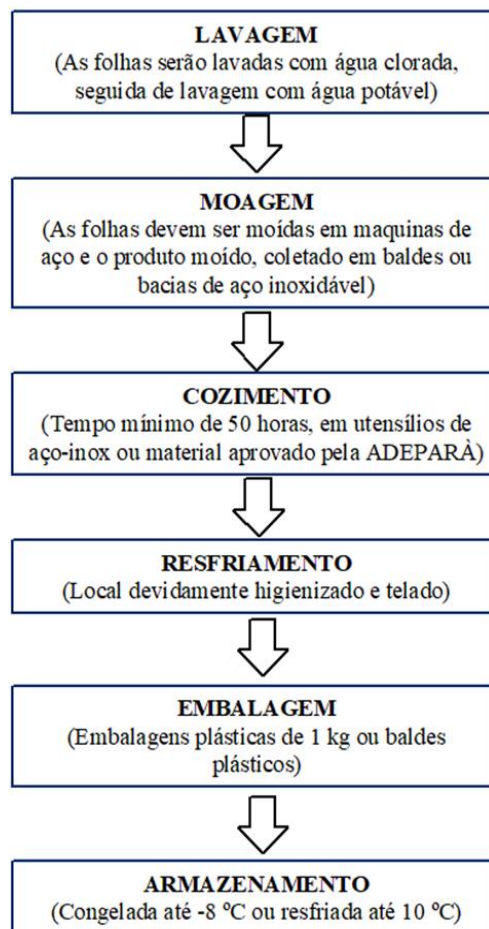 LAVAGEM
(As folhas serão lavadas com água clorada,
seguida de lavagem com água potável)
MOAGEM
(As folhas devem ser moídas em maquinas de
aço e o produto moído, coletado em baldes ou
bacias de aço inoxidável)
COZIMENTO
(Tempo mínimo de 50 horas, em utensílios de
aço-inox ou material aprovado pela ADEPARÀ)
RESFRIAMENTO
(Local devidamente higienizado e telado)
EMBALAGEM
(Embalagens plásticas de 1 kg ou baldes
plásticos)
ARMAZENAMENTO
(Congelada até -8 ºC ou resfriada até 10 ºC)